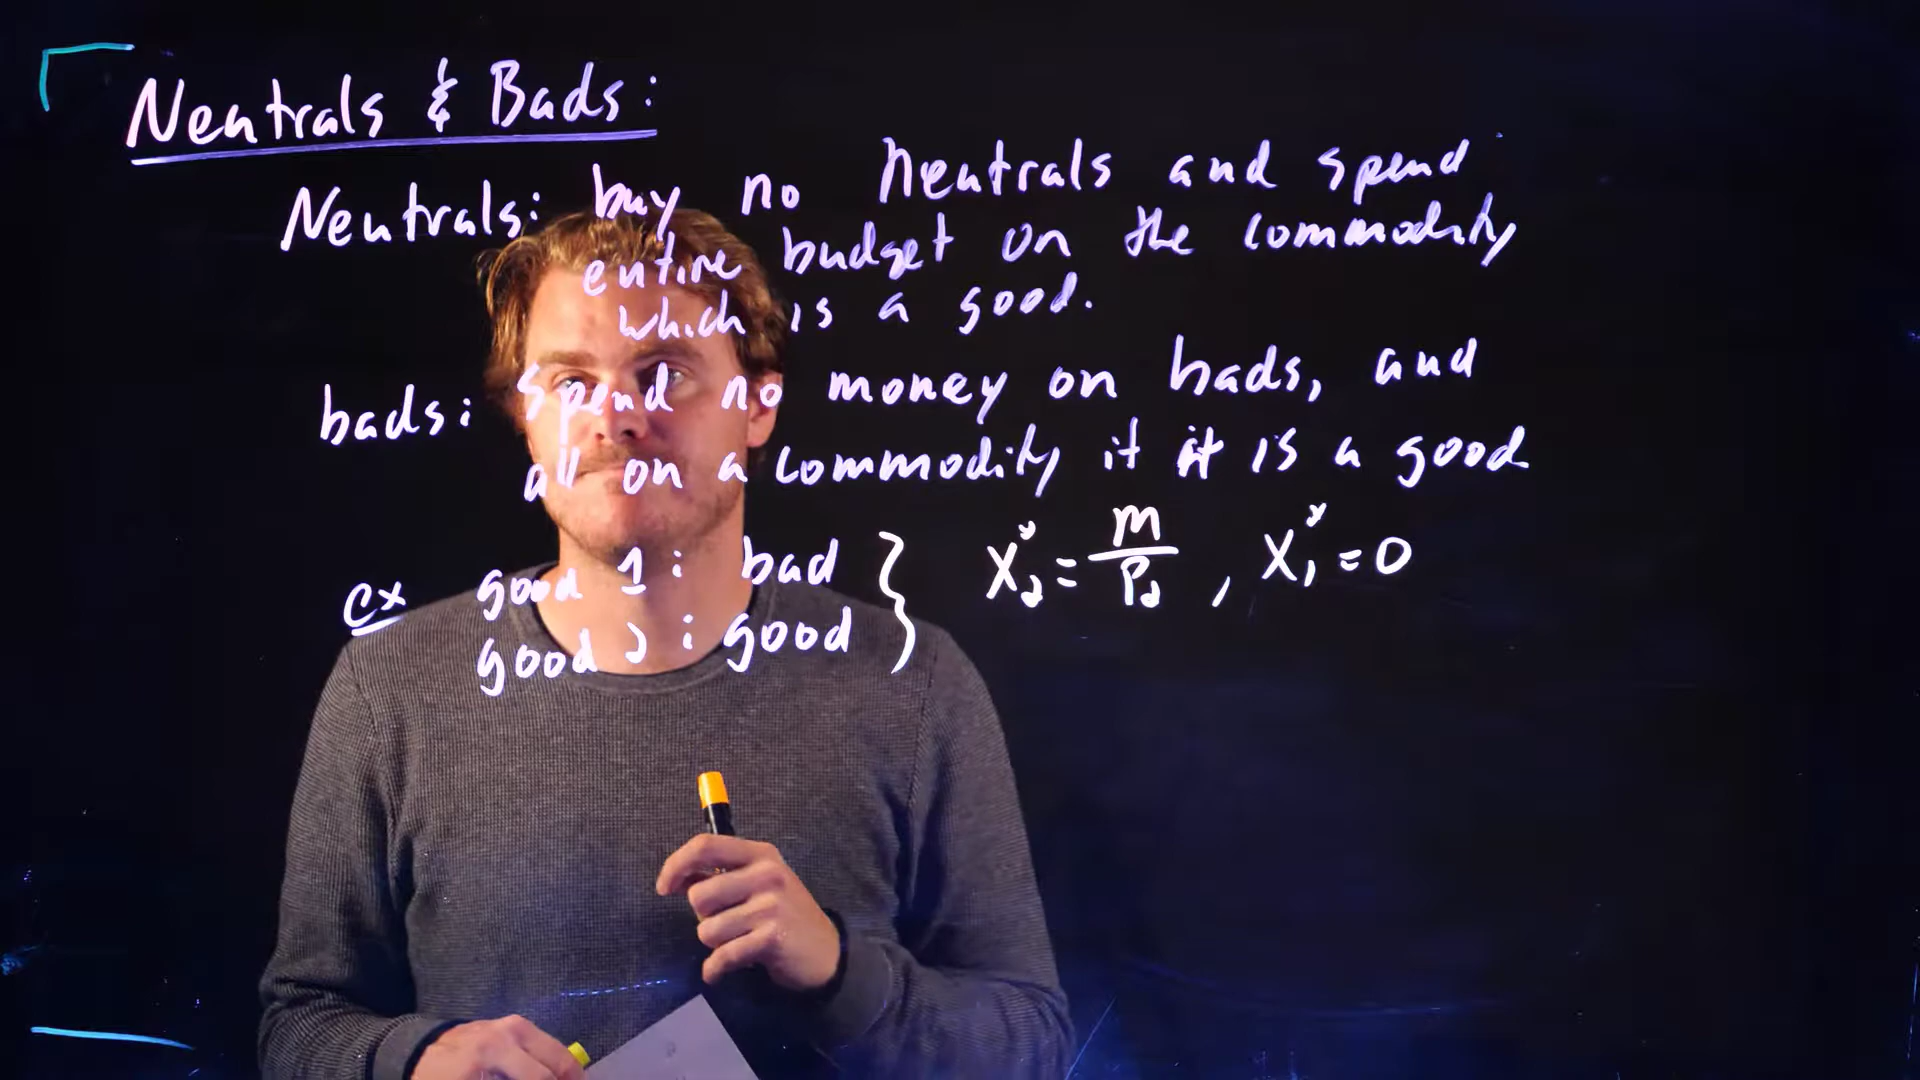 Neutrals & Bads:
Neutrals: buy no neutrals and spend
entire budget on the commodity
which is a good.
bads: spend no money on bads, and
all on a commodity if it is a good
ex good 1: bad } X₂* = m/P₂ , X₁* = 0
good 2: good